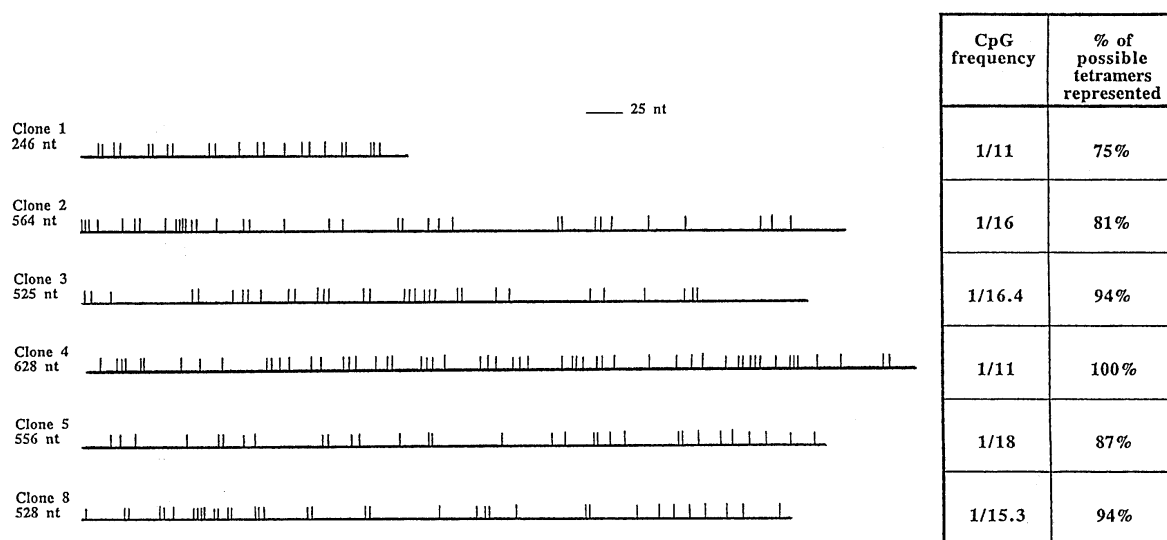 CpG
frequency
% of
possible
tetramers
represented
25 nt
Clone 1
246 nt
1/11
75%
Clone 2
564 nt
1/16
81%
Clone 3
525 nt
1/16.4
94%
Clone 4
628 nt
1/11
100%
Clone 5
556 nt
1/18
87%
Clone 8
528 nt
1/15.3
94%